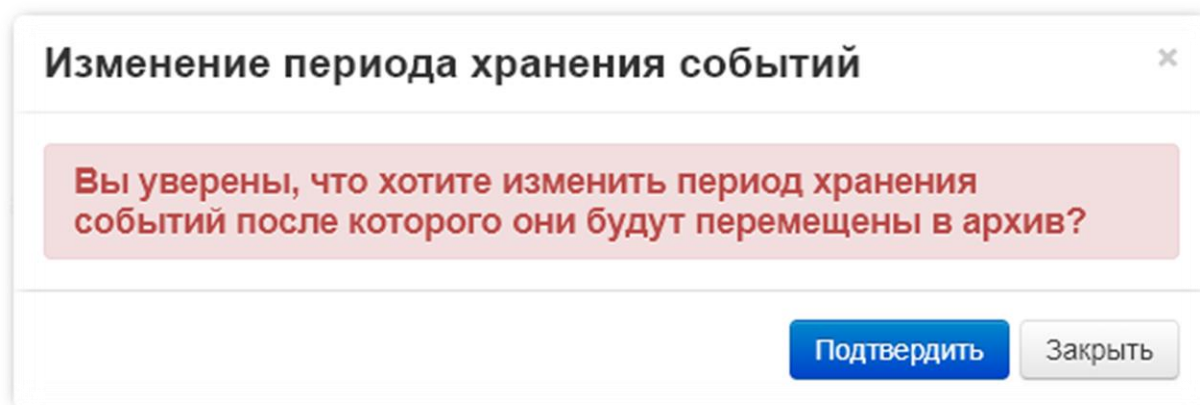 Изменение периода хранения событий
×
Вы уверены, что хотите изменить период хранения
событий после которого они будут перемещены в архив?
Подтвердить
Закрыть